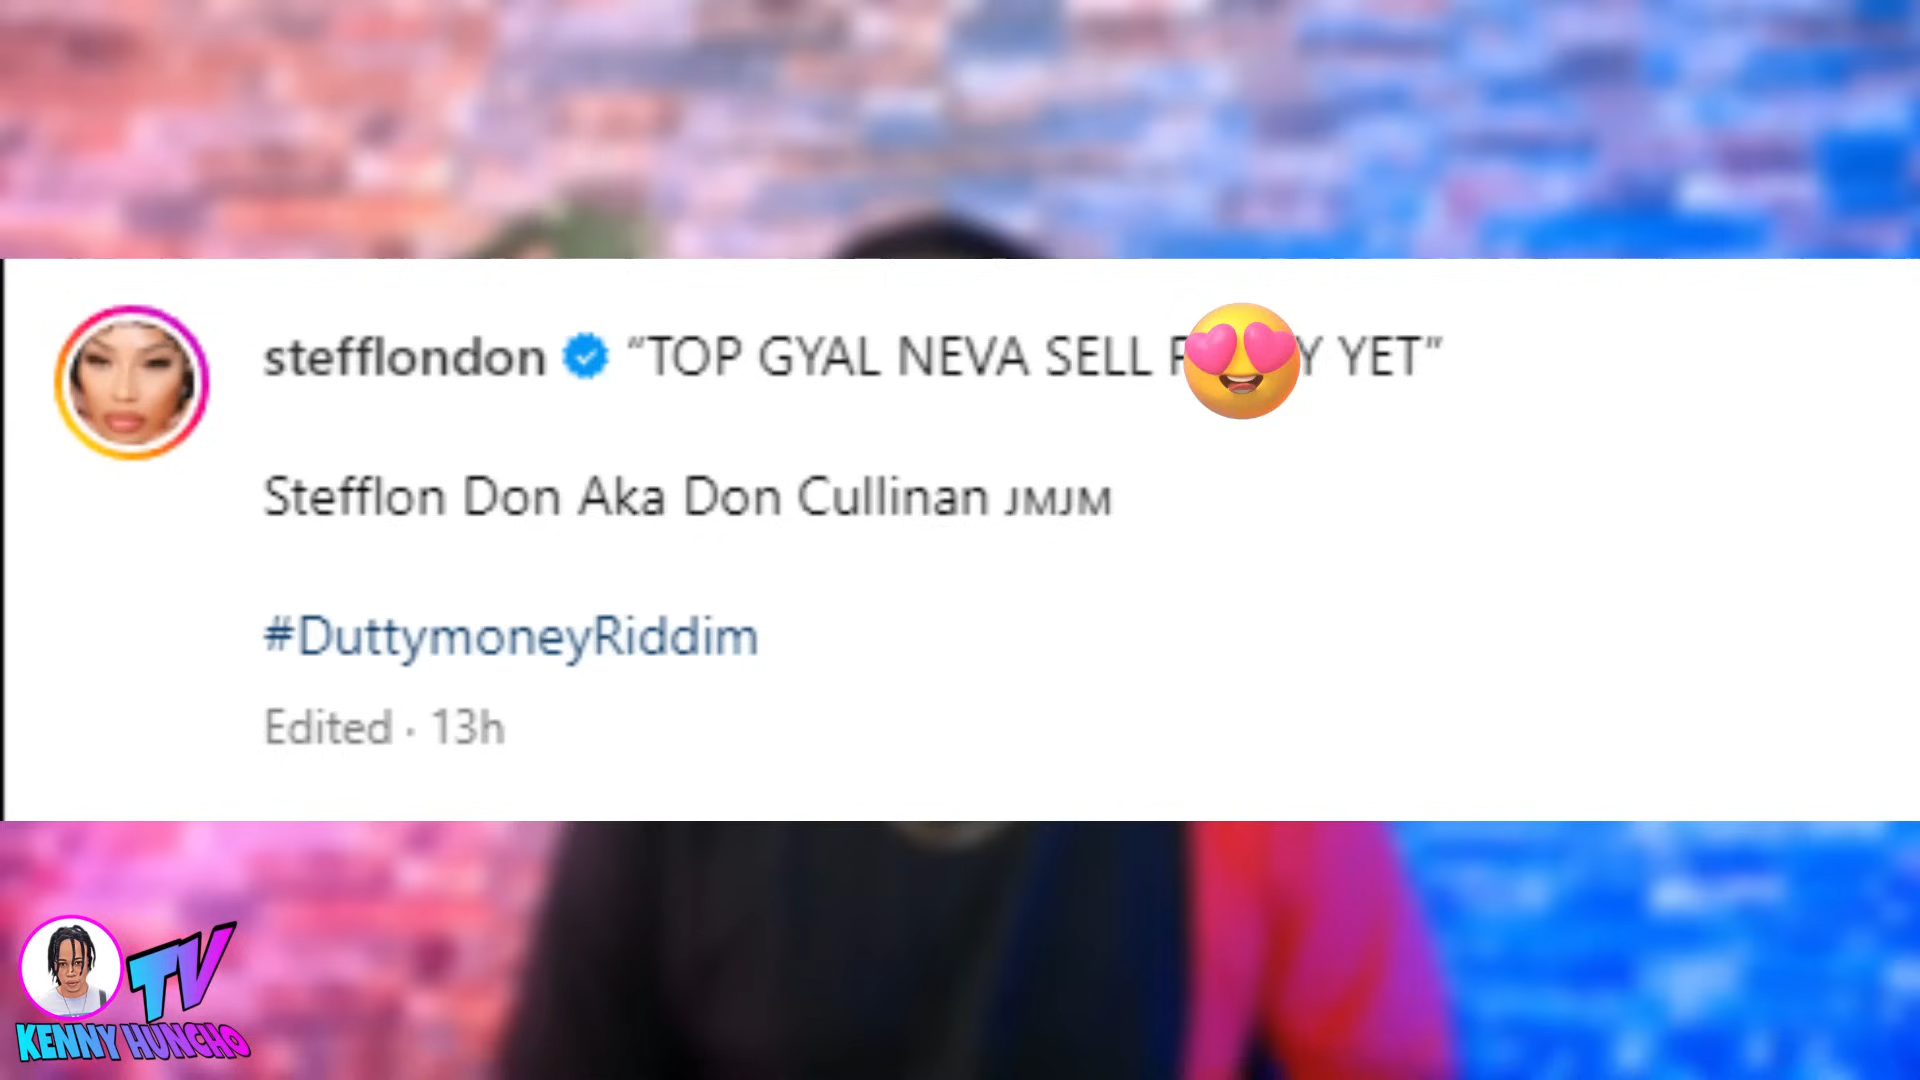 stefflondon “TOP GYAL NEVA SELL YET”
Stefflon Don Aka Don Cullinan JMJM
#DuttymoneyRiddim
Edited · 13h
TV
KENNY HUNCHO